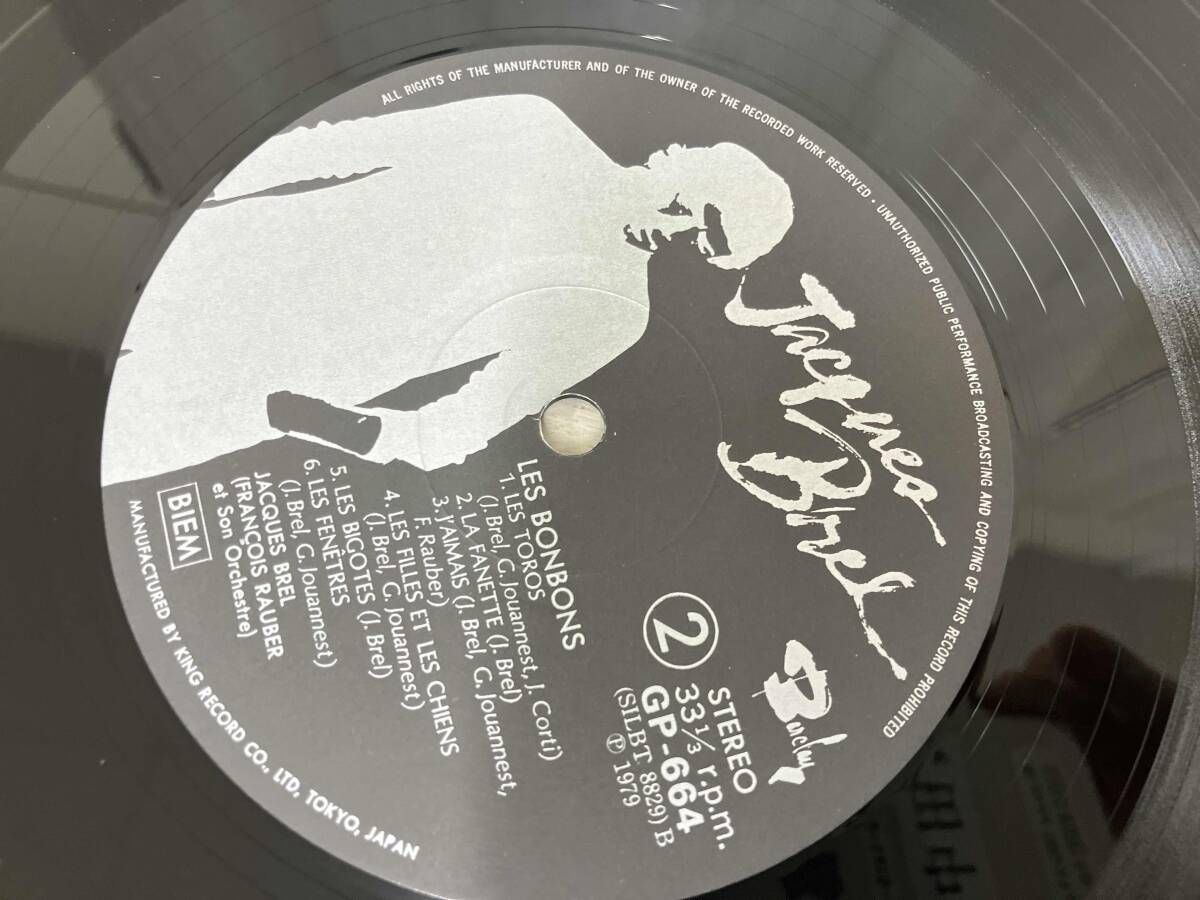 ALL RIGHTS OF THE MANUFACTURER AND OF THE OWNER OF THE RECORDED WORK RESERVED · UNAUTHORIZED PUBLIC PERFORMANCE BROADCASTING AND COPYING OF THIS RECORD PROHIBITED
Jacques
Brel
Barclay
2
STEREO
33 1/3 r.p.m.
GP-664
(SILBT 8829) B
℗ 1979
LES BONBONS
1. LES TOROS
(J. Brel, G. Jouannest, J. Corti)
2. LA FANETTE (J. Brel)
3. J'AIMAIS (J. Brel, G. Jouannest,
F. Rauber)
4. LES FILLES ET LES CHIENS
(J. Brel, G. Jouannest)
5. LES BIGOTES (J. Brel)
6. LES FENÊTRES
(J. Brel, G. Jouannest)
JACQUES BREL
(FRANÇOIS RAUBER
et Son Orchestre)
BIEM
MANUFACTURED BY KING RECORD CO., LTD, TOKYO, JAPAN